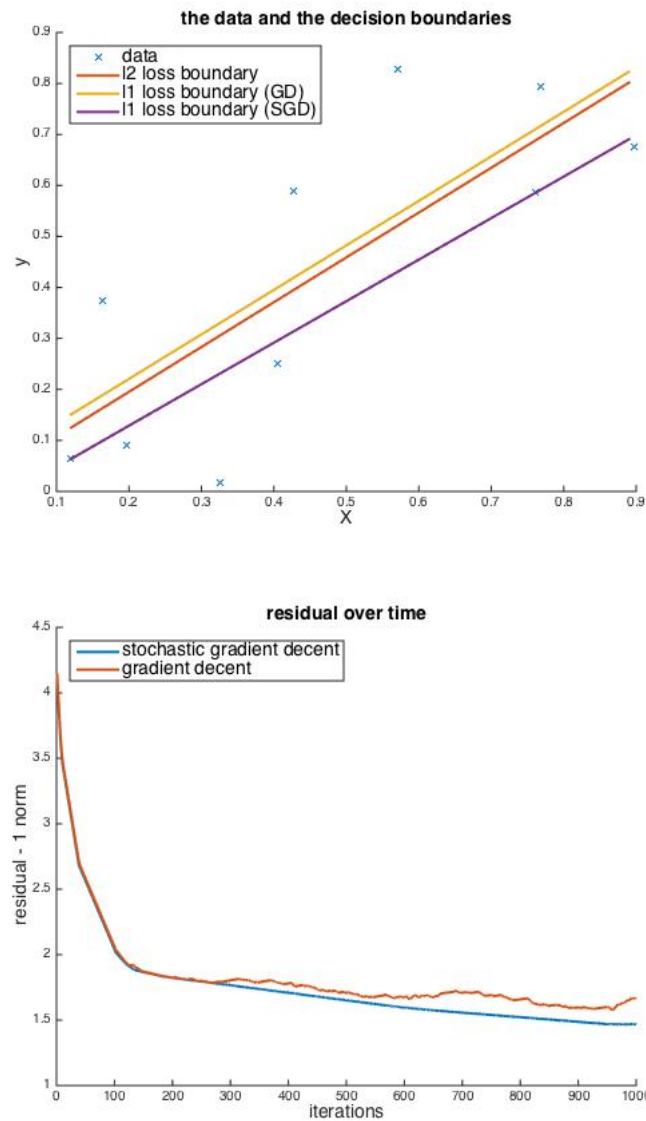 the data and the decision boundaries
0.9
0.8
0.7
0.6
0.5
0.4
0.3
0.2
0.1
0
y
data
l2 loss boundary
l1 loss boundary (GD)
l1 loss boundary (SGD)
0.1 0.2 0.3 0.4 0.5 0.6 0.7 0.8 0.9
X
residual over time
4.5
4
3.5
3
2.5
2
1.5
1
residual - 1 norm
stochastic gradient decent
gradient decent
0 100 200 300 400 500 600 700 800 900 1000
iterations